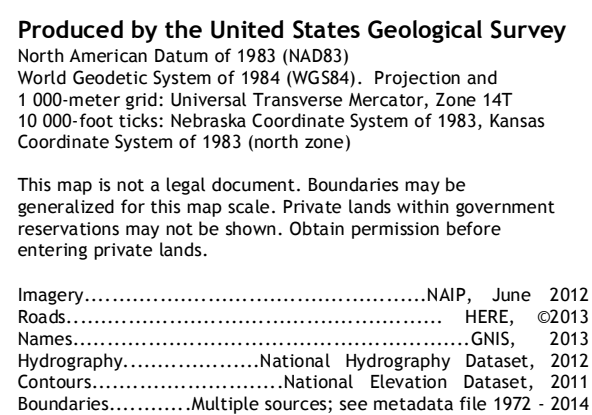 Produced by the United States Geological Survey
North American Datum of 1983 (NAD83)
World Geodetic System of 1984 (WGS84). Projection and
1 000-meter grid: Universal Transverse Mercator, Zone 14T
10 000-foot ticks: Nebraska Coordinate System of 1983, Kansas
Coordinate System of 1983 (north zone)
This map is not a legal document. Boundaries may be
generalized for this map scale. Private lands within government
reservations may not be shown. Obtain permission before
entering private lands.
Imagery..................................................NAIP, June 2012
Roads....................................................... HERE, ©2013
Names..........................................................GNIS, 2013
Hydrography....................National Hydrography Dataset, 2012
Contours............................National Elevation Dataset, 2011
Boundaries............Multiple sources; see metadata file 1972 - 2014